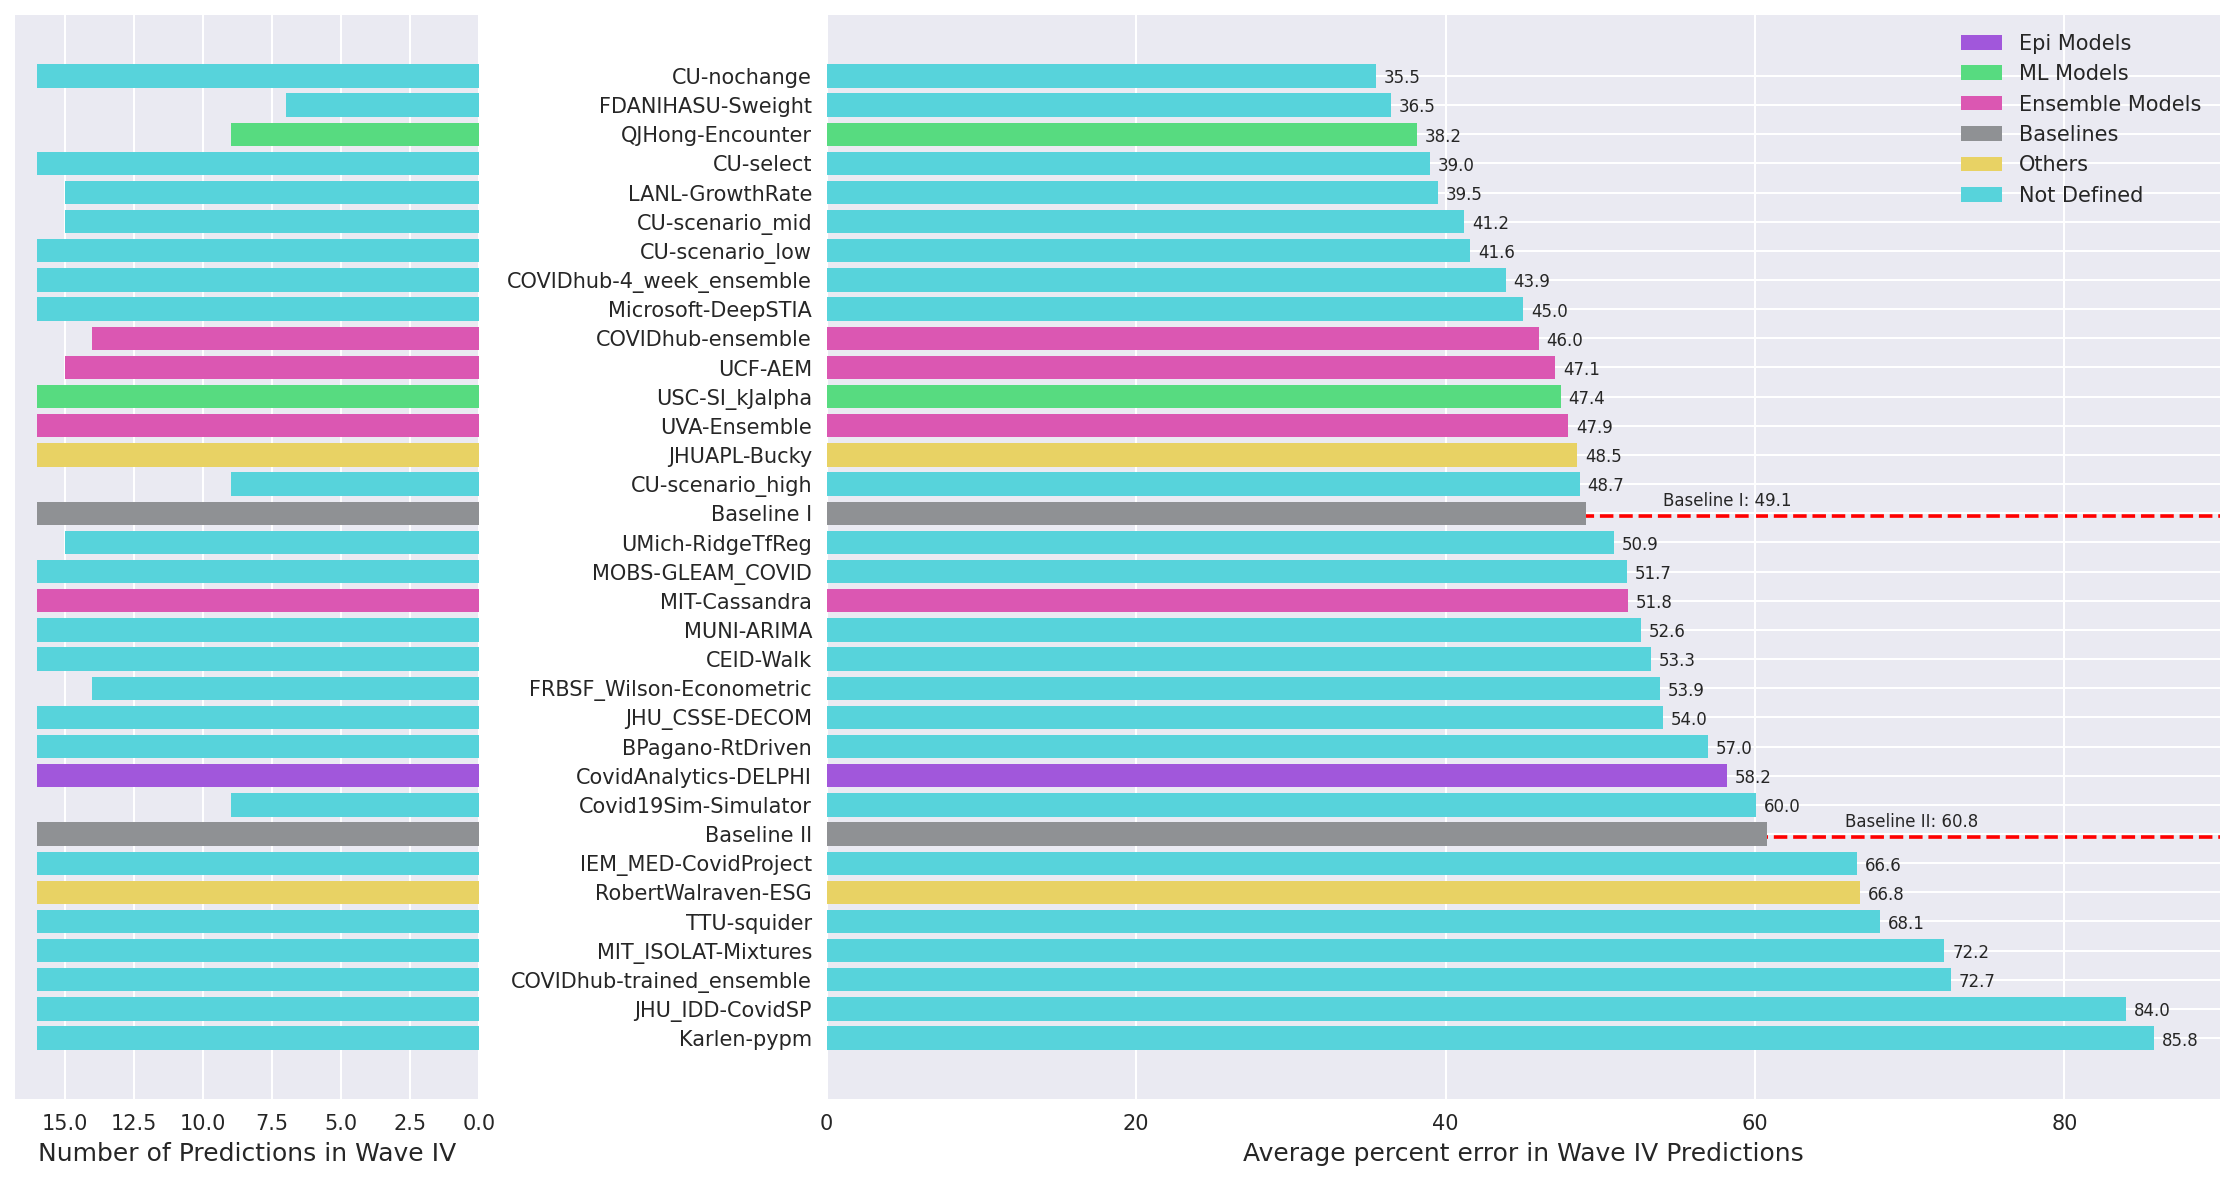 CU-nochange 35.5
FDANIHASU-Sweight 36.5
QJHong-Encounter 38.2
CU-select 39.0
LANL-GrowthRate 39.5
CU-scenario_mid 41.2
CU-scenario_low 41.6
COVIDhub-4_week_ensemble 43.9
Microsoft-DeepSTIA 45.0
COVIDhub-ensemble 46.0
UCF-AEM 47.1
USC-SI_kJalpha 47.4
UVA-Ensemble 47.9
JHUAPL-Bucky 48.5
CU-scenario_high 48.7
Baseline I Baseline I: 49.1
UMich-RidgeTfReg 50.9
MOBS-GLEAM_COVID 51.7
MIT-Cassandra 51.8
MUNI-ARIMA 52.6
CEID-Walk 53.3
FRBSF_Wilson-Econometric 53.9
JHU_CSSE-DECOM 54.0
BPagano-RtDriven 57.0
CovidAnalytics-DELPHI 58.2
Covid19Sim-Simulator 60.0
Baseline II Baseline II: 60.8
IEM_MED-CovidProject 66.6
RobertWalraven-ESG 66.8
TTU-squider 68.1
MIT_ISOLAT-Mixtures 72.2
COVIDhub-trained_ensemble 72.7
JHU_IDD-CovidSP 84.0
Karlen-pypm 85.8
Epi Models
ML Models
Ensemble Models
Baselines
Others
Not Defined
15.0 12.5 10.0 7.5 5.0 2.5 0.0
Number of Predictions in Wave IV
0 20 40 60 80
Average percent error in Wave IV Predictions